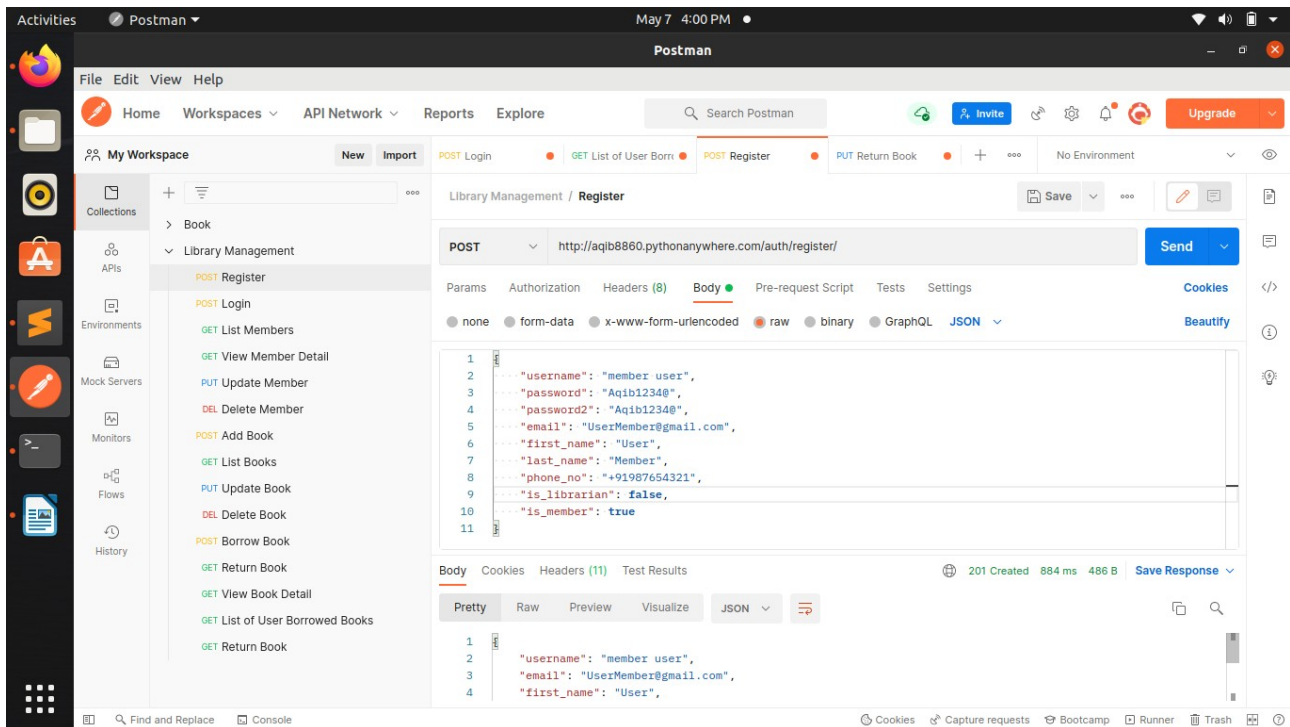 Activities Postman May 7 4:00 PM
Postman
File Edit View Help
Home Workspaces API Network Reports Explore Search Postman Invite Upgrade
My Workspace New Import POST Login GET List of User Borr POST Register PUT Return Book + No Environment
Collections
APIs
Environments
Mock Servers
Monitors
Flows
History
> Book
Library Management
POST Register
POST Login
GET List Members
GET View Member Detail
PUT Update Member
DEL Delete Member
POST Add Book
GET List Books
PUT Update Book
DEL Delete Book
POST Borrow Book
GET Return Book
GET View Book Detail
GET List of User Borrowed Books
GET Return Book
Library Management / Register Save
POST http://aqib8860.pythonanywhere.com/auth/register/ Send
Params Authorization Headers (8) Body Pre-request Script Tests Settings Cookies
none form-data x-www-form-urlencoded raw binary GraphQL JSON Beautify
1 {
2 "username": "member user",
3 "password": "Aqib1234@",
4 "password2": "Aqib1234@",
5 "email": "UserMember@gmail.com",
6 "first_name": "User",
7 "last_name": "Member",
8 "phone_no": "+91987654321",
9 "is_librarian": false,
10 "is_member": true
11 }
Body Cookies Headers (11) Test Results 201 Created 884 ms 486 B Save Response
Pretty Raw Preview Visualize JSON
1 {
2 "username": "member user",
3 "email": "UserMember@gmail.com",
4 "first_name": "User",
Find and Replace Console Cookies Capture requests Bootcamp Runner Trash